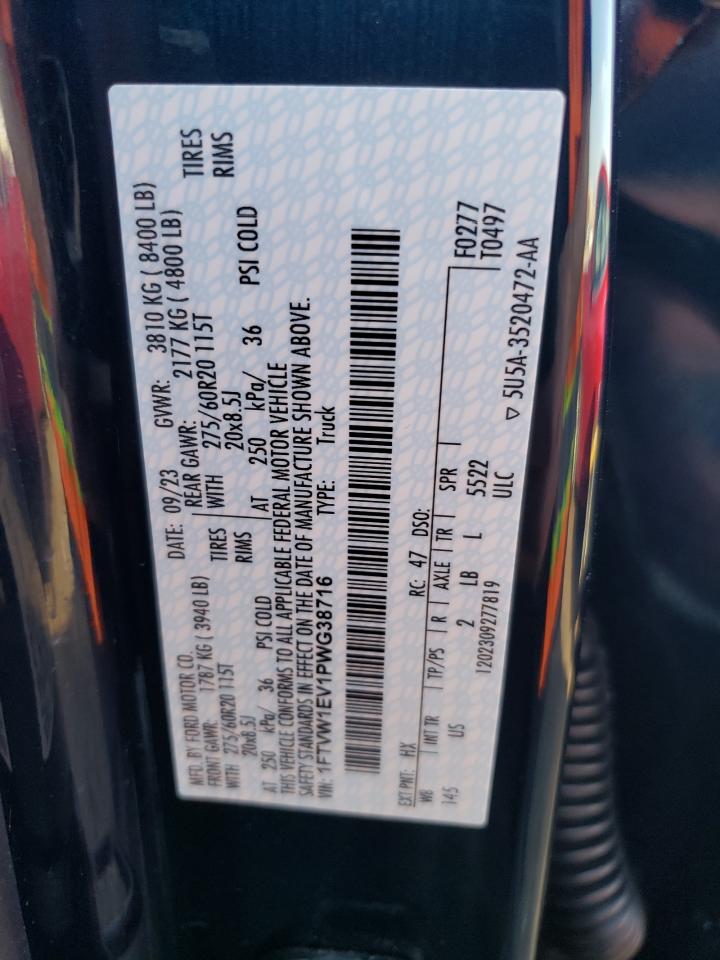 MFD. BY FORD MOTOR CO.
DATE: 09/23 GVWR: 3810 KG ( 8400 LB)
FRONT GAWR: 1787 KG ( 3940 LB)
REAR GAWR: 2177 KG ( 4800 LB)
WITH 275/60R20 115T TIRES
WITH 275/60R20 115T TIRES
20x8.5J RIMS
20x8.5J RIMS
AT 250 kPa/ 36 PSI COLD
AT 250 kPa/ 36 PSI COLD
THIS VEHICLE CONFORMS TO ALL APPLICABLE FEDERAL MOTOR VEHICLE
SAFETY STANDARDS IN EFFECT ON THE DATE OF MANUFACTURE SHOWN ABOVE.
VIN: 1FTVW1EV1PWG38716 TYPE: Truck
EXT PNT: HX RC: 47 DSO:
WB INT TR TP/PS R AXLE TR SPR
F0277
T0497
145 US 2 LB L 5522
1202309277819 ULC
▽ 5U5A-3520472-AA